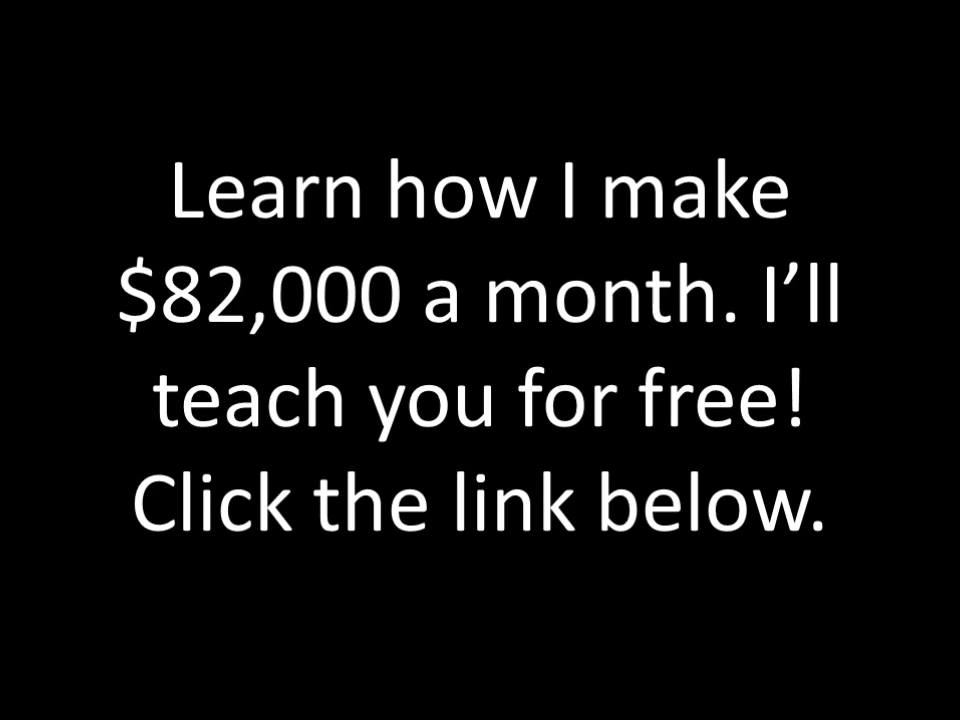 Learn how I make
$82,000 a month. I’ll
teach you for free!
Click the link below.